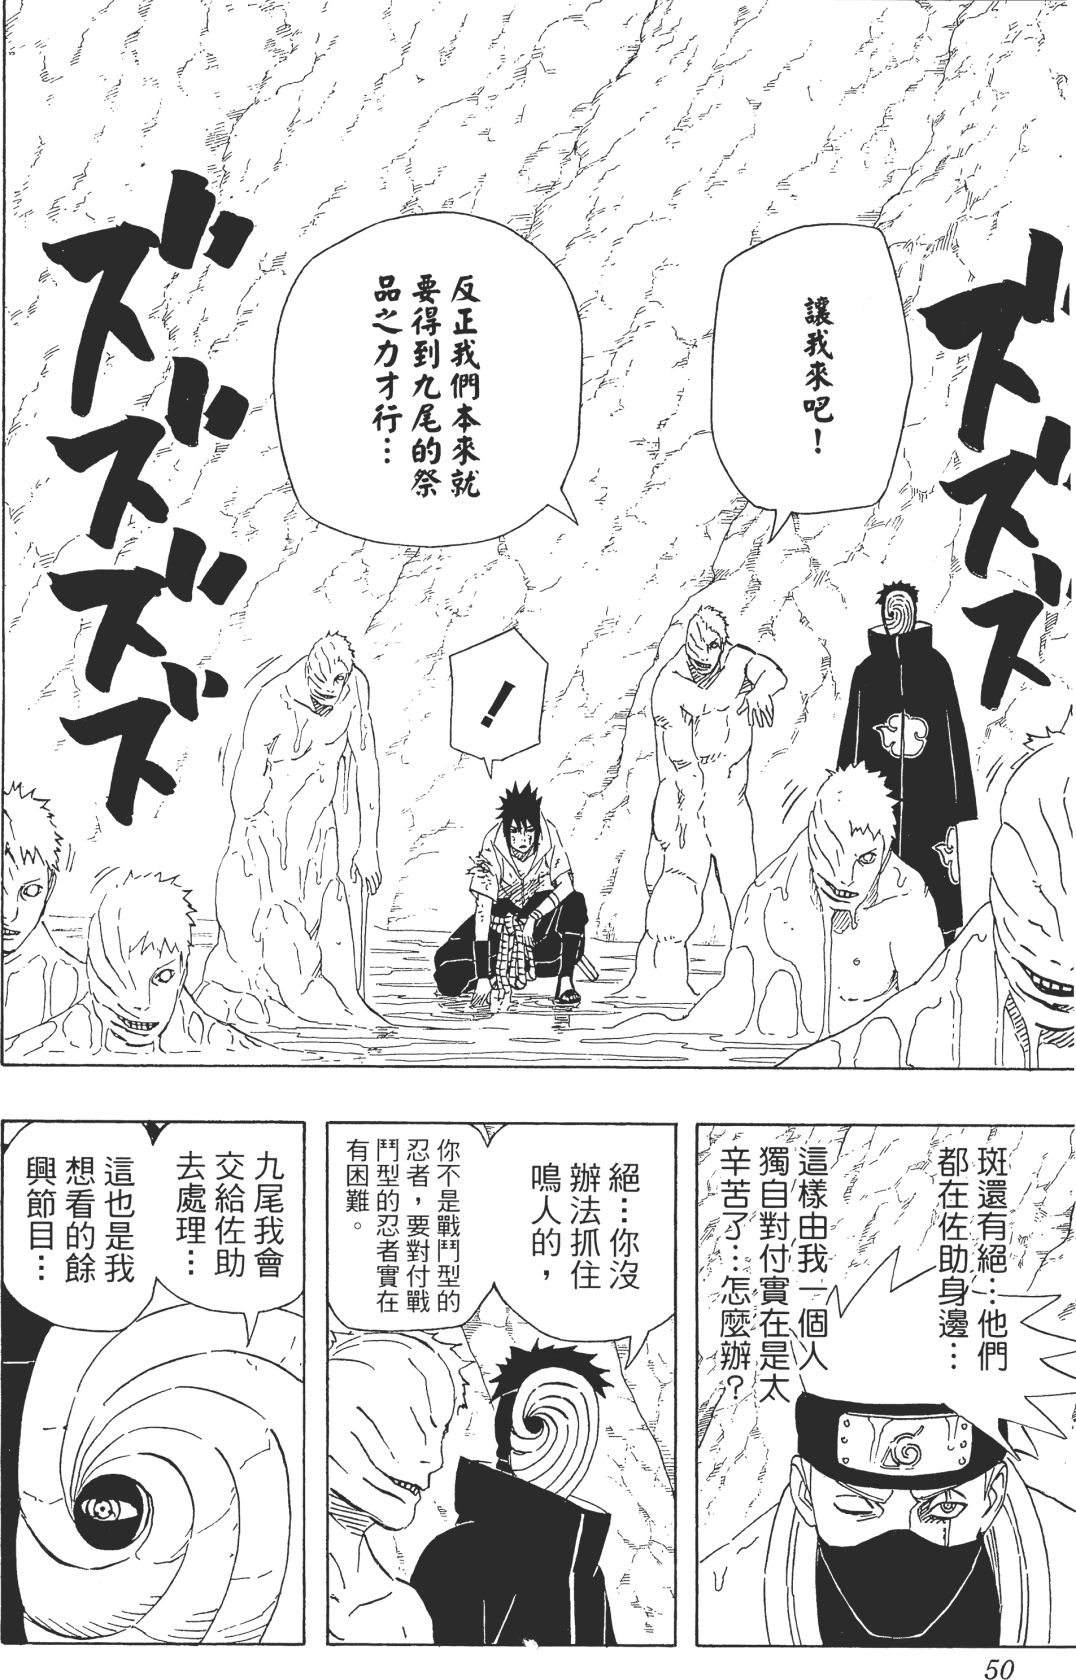 ズズズ
讓我來吧！
反正我們本來就
要得到九尾的祭
品之力才行…
！
ズズズズ
斑還有絕…他們
都在佐助身邊…
這樣由我一個人
獨自對付實在是太
辛苦了…怎麼辦？
絕…你沒
辦法抓住
鳴人的，
你不是戰鬥型的
忍者，要對付戰
鬥型的忍者實在
有困難。
九尾我會
交給佐助
去處理…
這也是我
想看的餘
興節目…
50